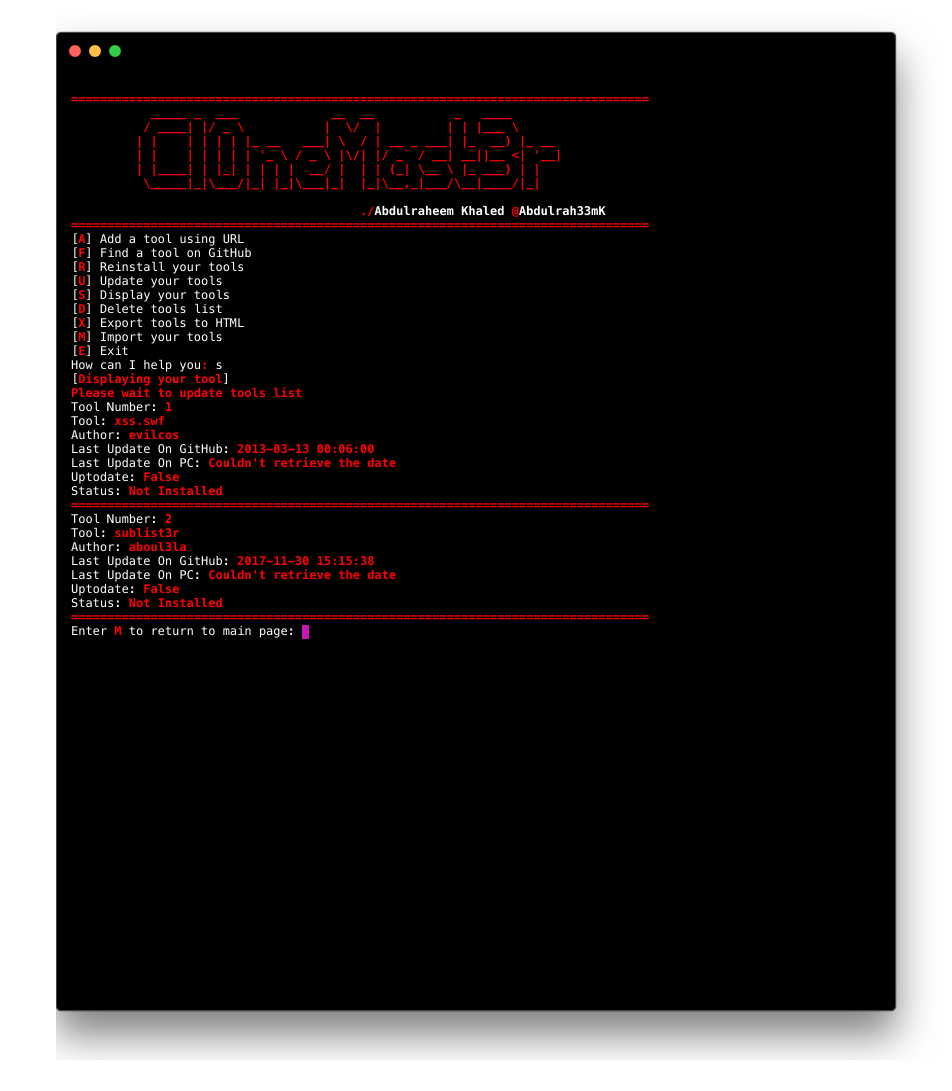 ================================================================================
Cl0neMast3r
./Abdulraheem Khaled @Abdulrah33mK
================================================================================
[A] Add a tool using URL
[F] Find a tool on GitHub
[R] Reinstall your tools
[U] Update your tools
[S] Display your tools
[D] Delete tools list
[X] Export tools to HTML
[M] Import your tools
[E] Exit
How can I help you: s
[Displaying your tool]
Please wait to update tools list
Tool Number: 1
Tool: xss.swf
Author: evilcos
Last Update On GitHub: 2013-03-13 00:06:00
Last Update On PC: Couldn't retrieve the date
Uptodate: False
Status: Not Installed
================================================================================
Tool Number: 2
Tool: sublist3r
Author: aboul3la
Last Update On GitHub: 2017-11-30 15:15:38
Last Update On PC: Couldn't retrieve the date
Uptodate: False
Status: Not Installed
================================================================================
Enter M to return to main page: